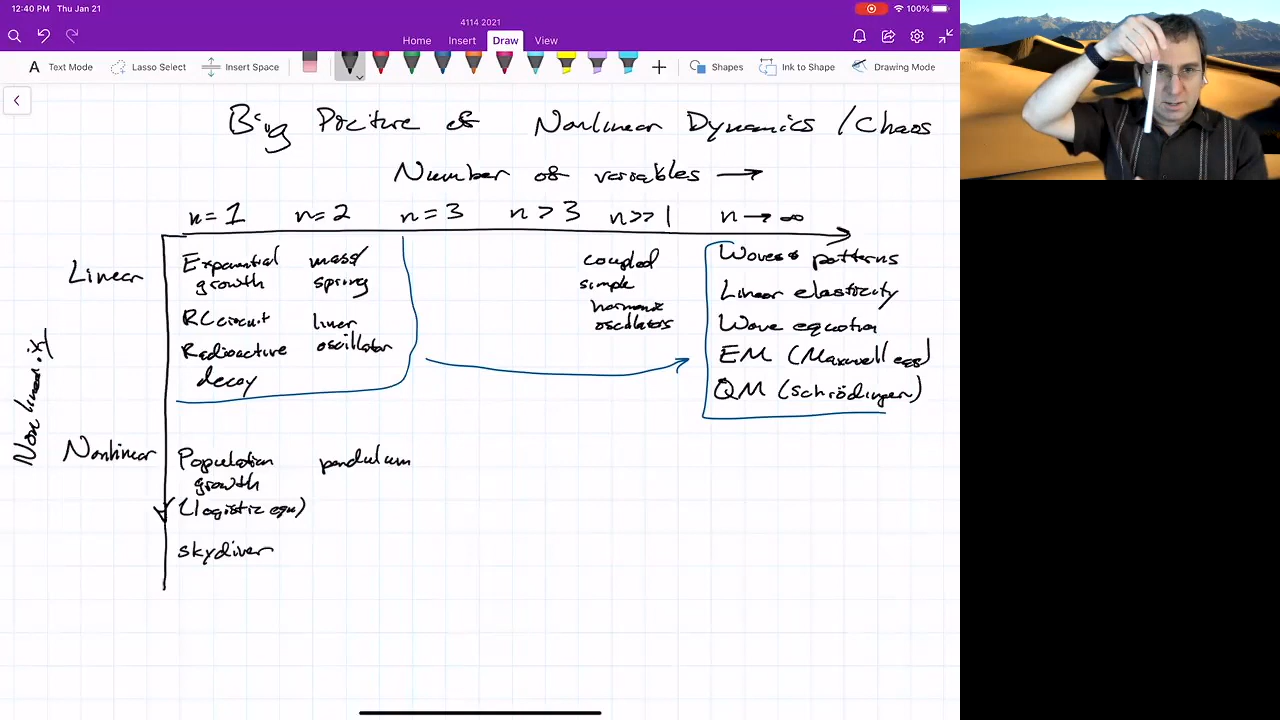 12:40 PM Thu Jan 21
100%
4114 2021
Home Insert Draw View
Text Mode Lasso Select Insert Space Shapes Ink to Shape Drawing Mode
Big Picture of Nonlinear Dynamics / Chaos
Number of variables →
n = 1 n = 2 n = 3 n > 3 n >> 1 n → ∞
Linear
Exponential growth
RC circuit
Radioactive decay
mass/ spring
linear oscillator
coupled simple harmonic oscillators
Waves & patterns
Linear elasticity
Wave equation
EM (Maxwell eqs)
QM (Schrödinger)
Nonlinearity
Nonlinear
Population growth
(logistic eqn)
skydiver
pendulum